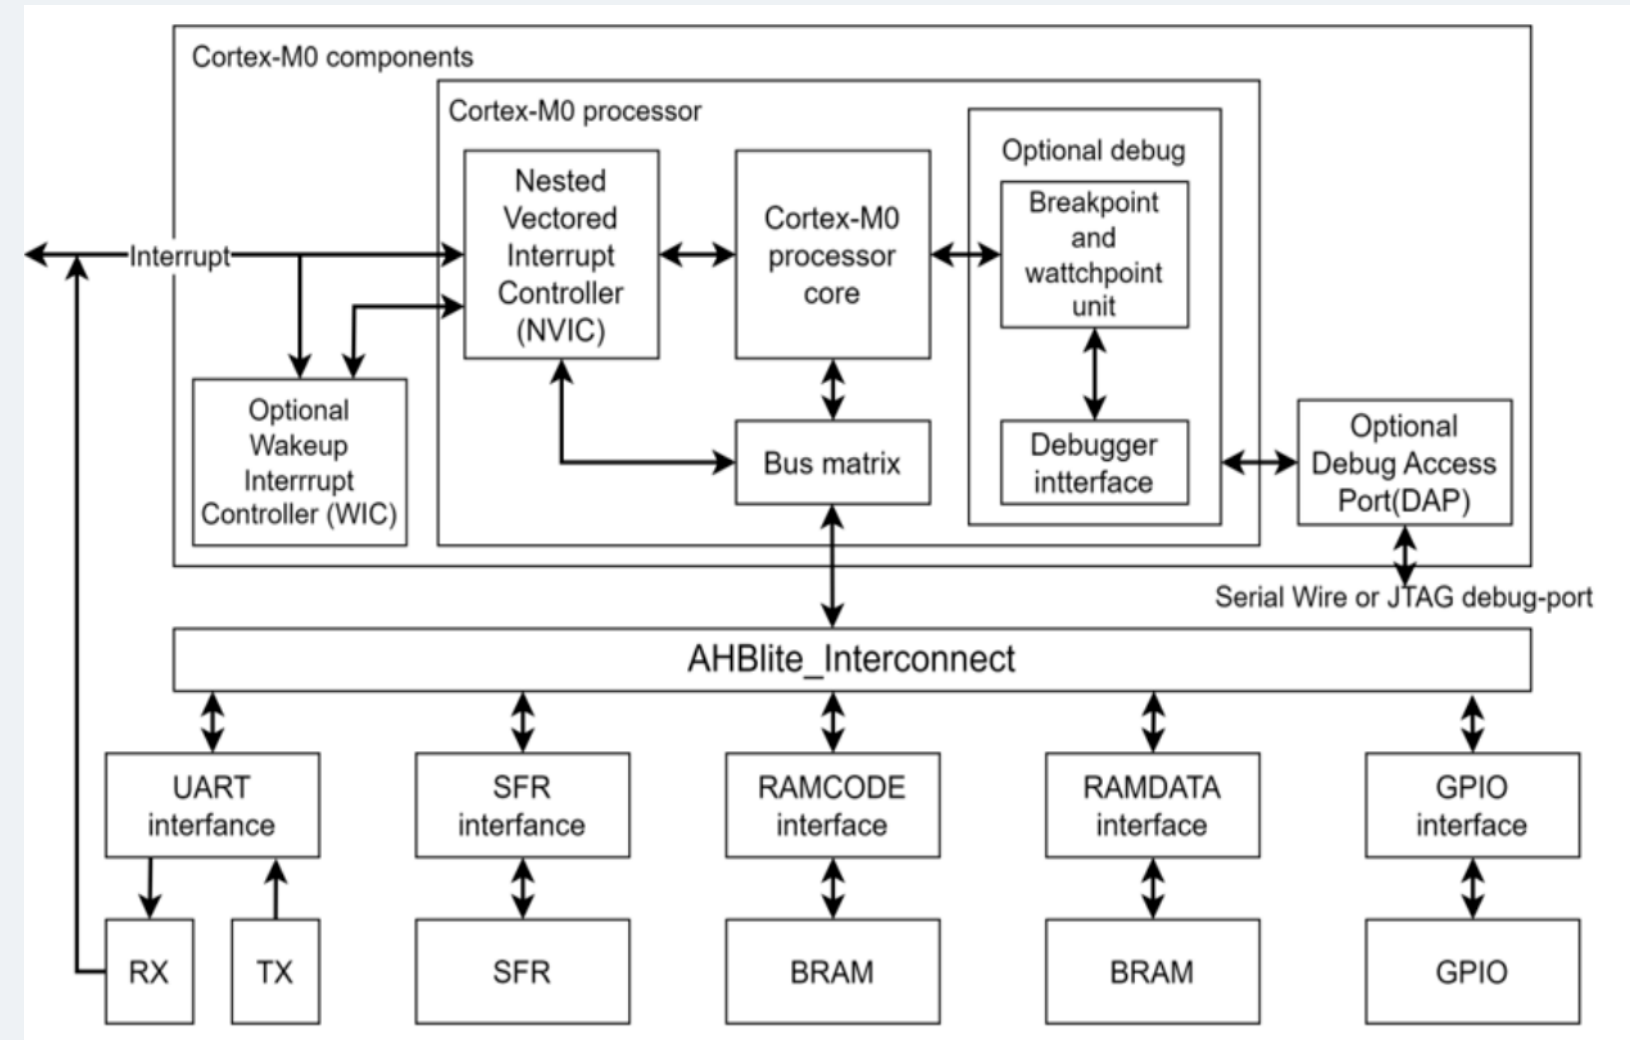 Cortex-M0 components
Cortex-M0 processor
Nested
Vectored
Interrupt
Controller
(NVIC)
Cortex-M0
processor
core
Optional debug
Breakpoint
and
wattchpoint
unit
Interrupt
Optional
Wakeup
Interrrupt
Controller (WIC)
Bus matrix
Debugger
intterface
Optional
Debug Access
Port(DAP)
Serial Wire or JTAG debug-port
AHBlite_Interconnect
UART
interfance
SFR
interfance
RAMCODE
interface
RAMDATA
interface
GPIO
interface
RX
TX
SFR
BRAM
BRAM
GPIO